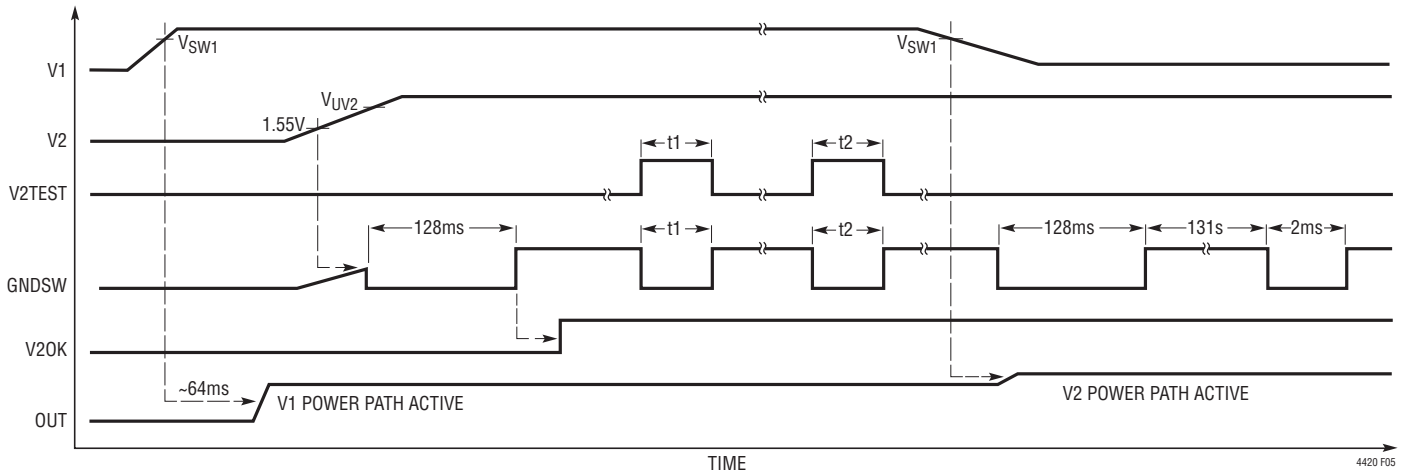 V1
VSW1
VSW1
V2
1.55V
VUV2
V2TEST
t1
t2
GNDSW
128ms
t1
t2
128ms
131s
2ms
V2OK
OUT
~64ms
V1 POWER PATH ACTIVE
V2 POWER PATH ACTIVE
TIME
4420 F05